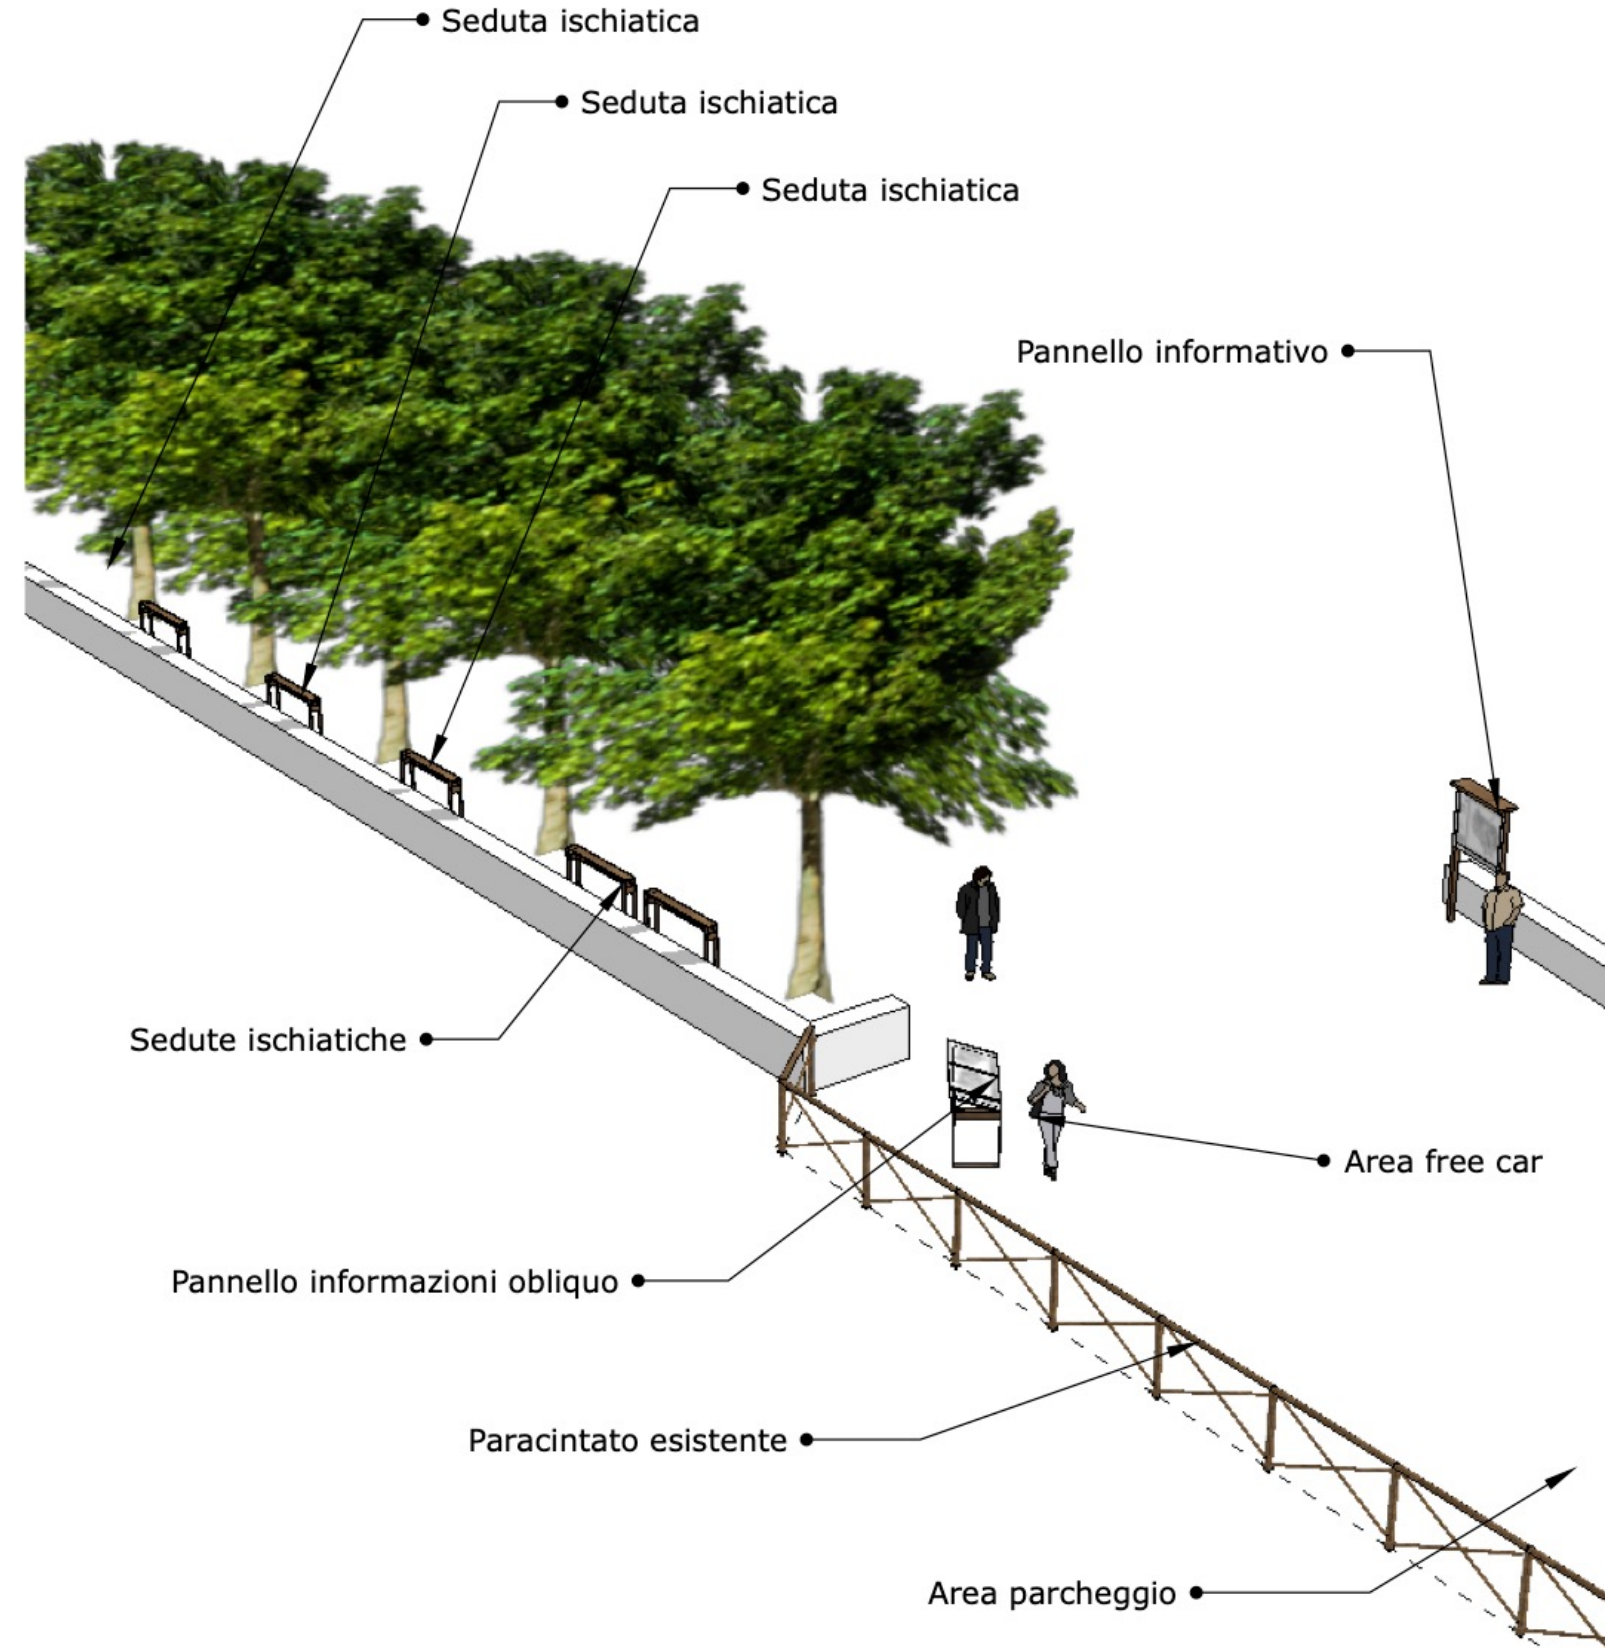 Seduta ischiatica
Seduta ischiatica
Seduta ischiatica
Pannello informativo
Sedute ischiatiche
Area free car
Pannello informazioni obliquo
Paracintato esistente
Area parcheggio